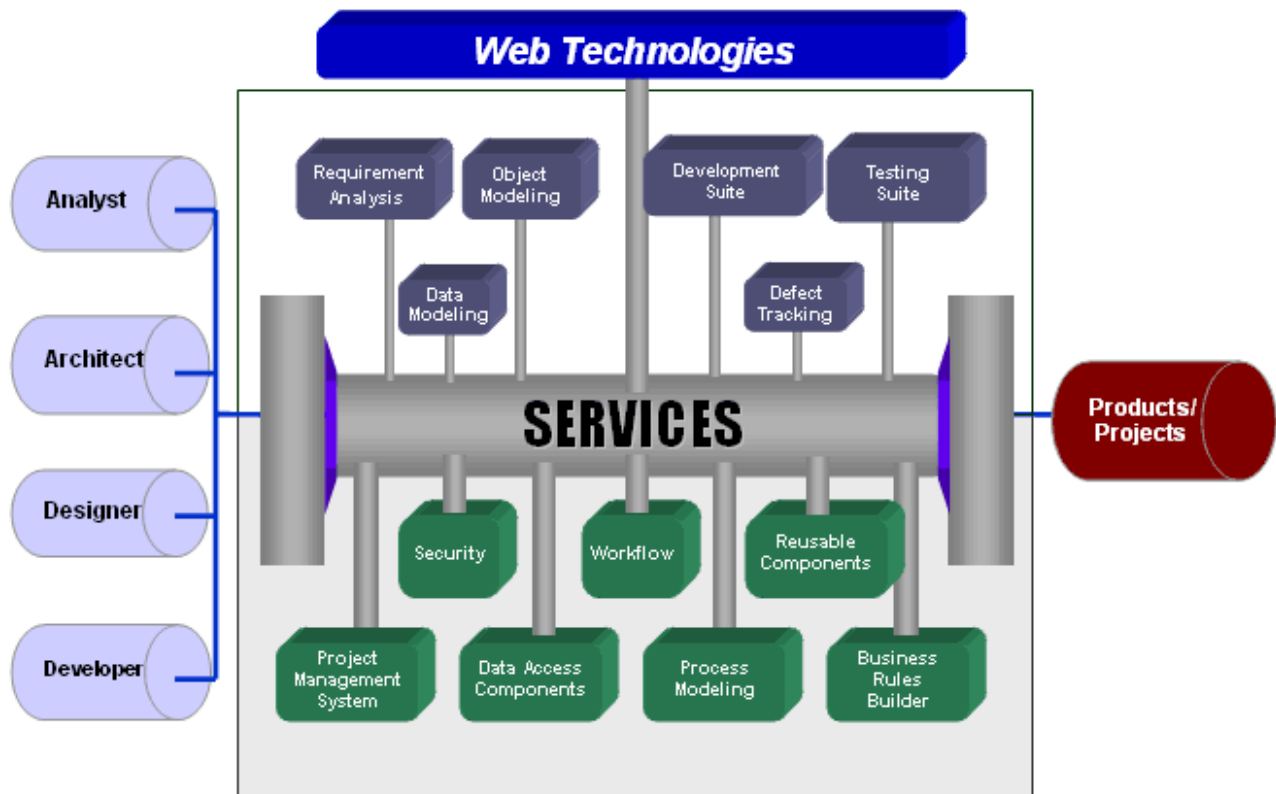 Web Technologies
Requirement
Analysis
Object
Modeling
Development
Suite
Testing
Suite
Data
Modeling
Defect
Tracking
Analyst
Architect
Designer
Developer
SERVICES
Products/
Projects
Security
Workflow
Reusable
Components
Project
Management
System
Data Access
Components
Process
Modeling
Business
Rules
Builder